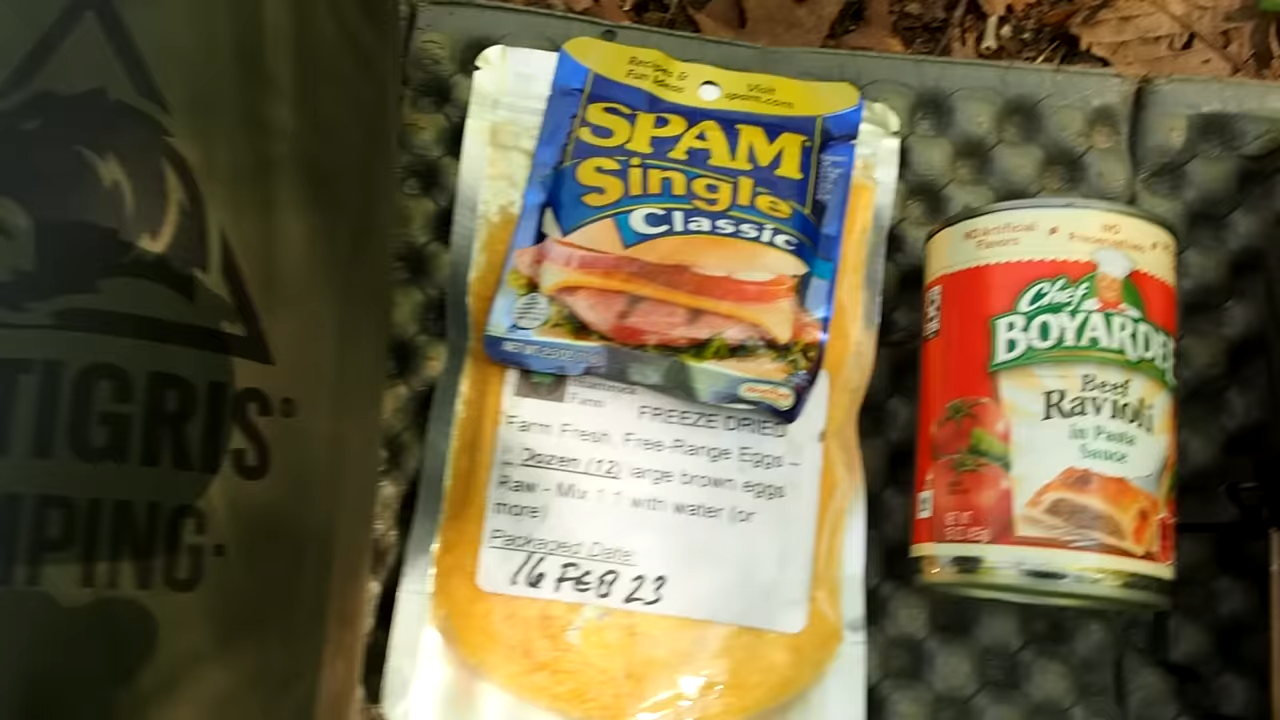 TIGRIS
Recipes &
Fun Ideas
Visit
spam.com
SPAM
Single
Classic
Farm
FREEZE DRIED
Farm Fresh, Free-Range Eggs -
Dozen (12) large brown eggs
Raw - Mix 1:1 with water (or
more)
Packaged Date:
16 FEB 23
No Artificial
Flavors
No
Preservatives
Chef
BOYARDEE
Beef
Ravioli
in Pasta
Sauce